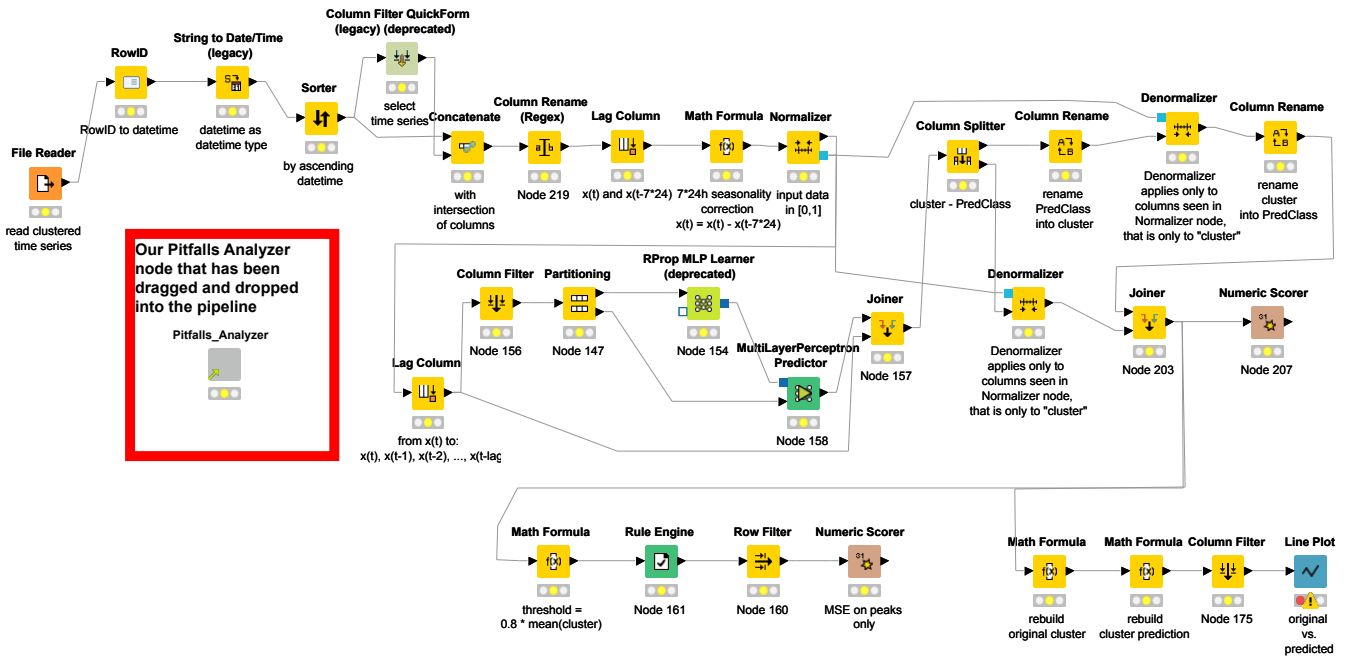 Column Filter QuickForm
(legacy) (deprecated)
select
time series
String to Date/Time
(legacy)
datetime as
datetime type
RowID
RowID to datetime
Sorter
by ascending
datetime
File Reader
read clustered
time series
Concatenate
with
intersection
of columns
Column Rename
(Regex)
Node 219
Lag Column
x(t) and x(t-7*24)
Math Formula
7*24h seasonality
correction
x(t) = x(t) - x(t-7*24)
Normalizer
input data
in [0,1]
Column Splitter
cluster - PredClass
Column Rename
rename
PredClass
into cluster
Denormalizer
Denormalizer
applies only to
columns seen in
Normalizer node,
that is only to "cluster"
Column Rename
rename
cluster
into PredClass
Our Pitfalls Analyzer
node that has been
dragged and dropped
into the pipeline
Pitfalls_Analyzer
Lag Column
from x(t) to:
x(t), x(t-1), x(t-2), ..., x(t-lag
Column Filter
Node 156
Partitioning
Node 147
RProp MLP Learner
(deprecated)
Node 154
MultiLayerPerceptron
Predictor
Node 158
Joiner
Node 157
Denormalizer
Denormalizer
applies only to
columns seen in
Normalizer node,
that is only to "cluster"
Joiner
Node 203
Numeric Scorer
Node 207
Math Formula
threshold =
0.8 * mean(cluster)
Rule Engine
Node 161
Row Filter
Node 160
Numeric Scorer
MSE on peaks
only
Math Formula
rebuild
original cluster
Math Formula
rebuild
cluster prediction
Column Filter
Node 175
Line Plot
original
vs.
predicted